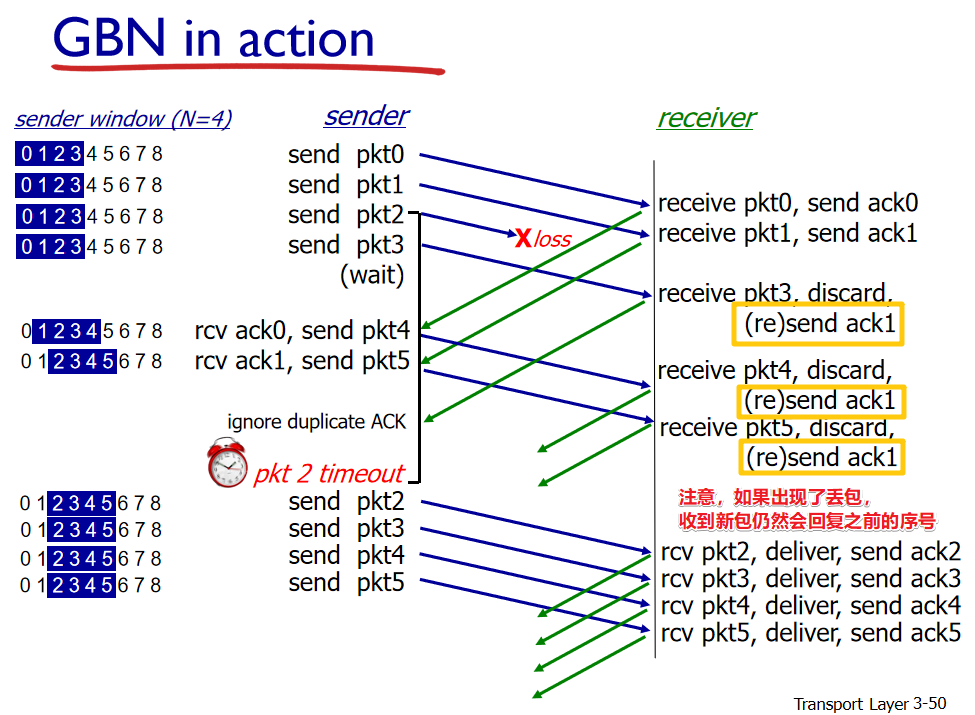 GBN in action
sender window (N=4)
sender
receiver
0 1 2 3 4 5 6 7 8
send pkt0
0 1 2 3 4 5 6 7 8
send pkt1
0 1 2 3 4 5 6 7 8
send pkt2
0 1 2 3 4 5 6 7 8
send pkt3
(wait)
X loss
receive pkt0, send ack0
receive pkt1, send ack1
receive pkt3, discard,
(re)send ack1
0 1 2 3 4 5 6 7 8
rcv ack0, send pkt4
0 1 2 3 4 5 6 7 8
rcv ack1, send pkt5
receive pkt4, discard,
(re)send ack1
receive pkt5, discard,
(re)send ack1
ignore duplicate ACK
pkt 2 timeout
注意，如果出现了丢包，
收到新包仍然会回复之前的序号
0 1 2 3 4 5 6 7 8
send pkt2
0 1 2 3 4 5 6 7 8
send pkt3
0 1 2 3 4 5 6 7 8
send pkt4
0 1 2 3 4 5 6 7 8
send pkt5
rcv pkt2, deliver, send ack2
rcv pkt3, deliver, send ack3
rcv pkt4, deliver, send ack4
rcv pkt5, deliver, send ack5
Transport Layer 3-50